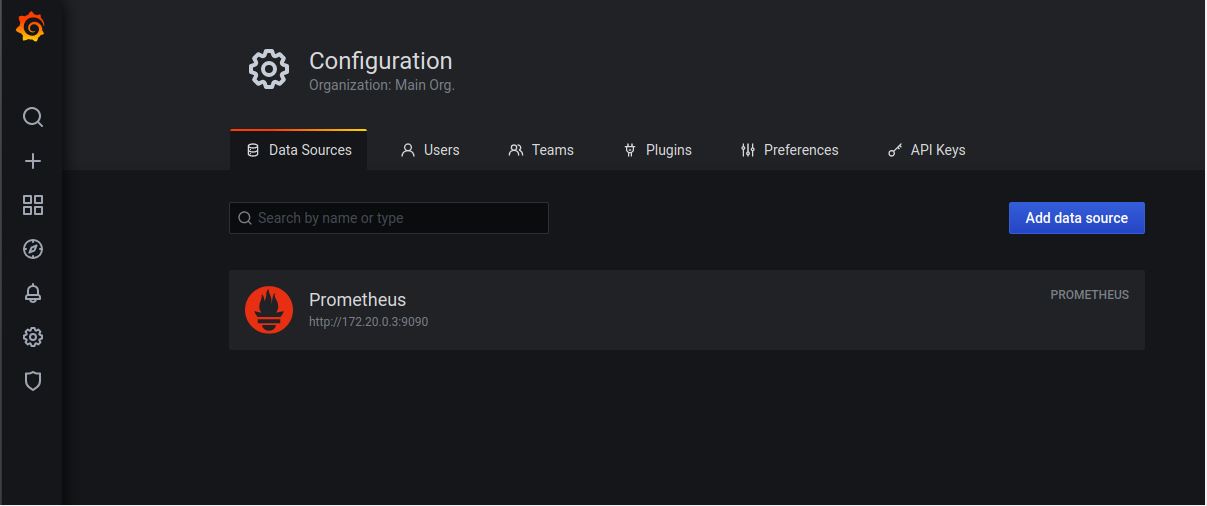 Configuration
Organization: Main Org.
Data Sources Users Teams Plugins Preferences API Keys
Search by name or type
Add data source
Prometheus
PROMETHEUS
http://172.20.0.3:9090